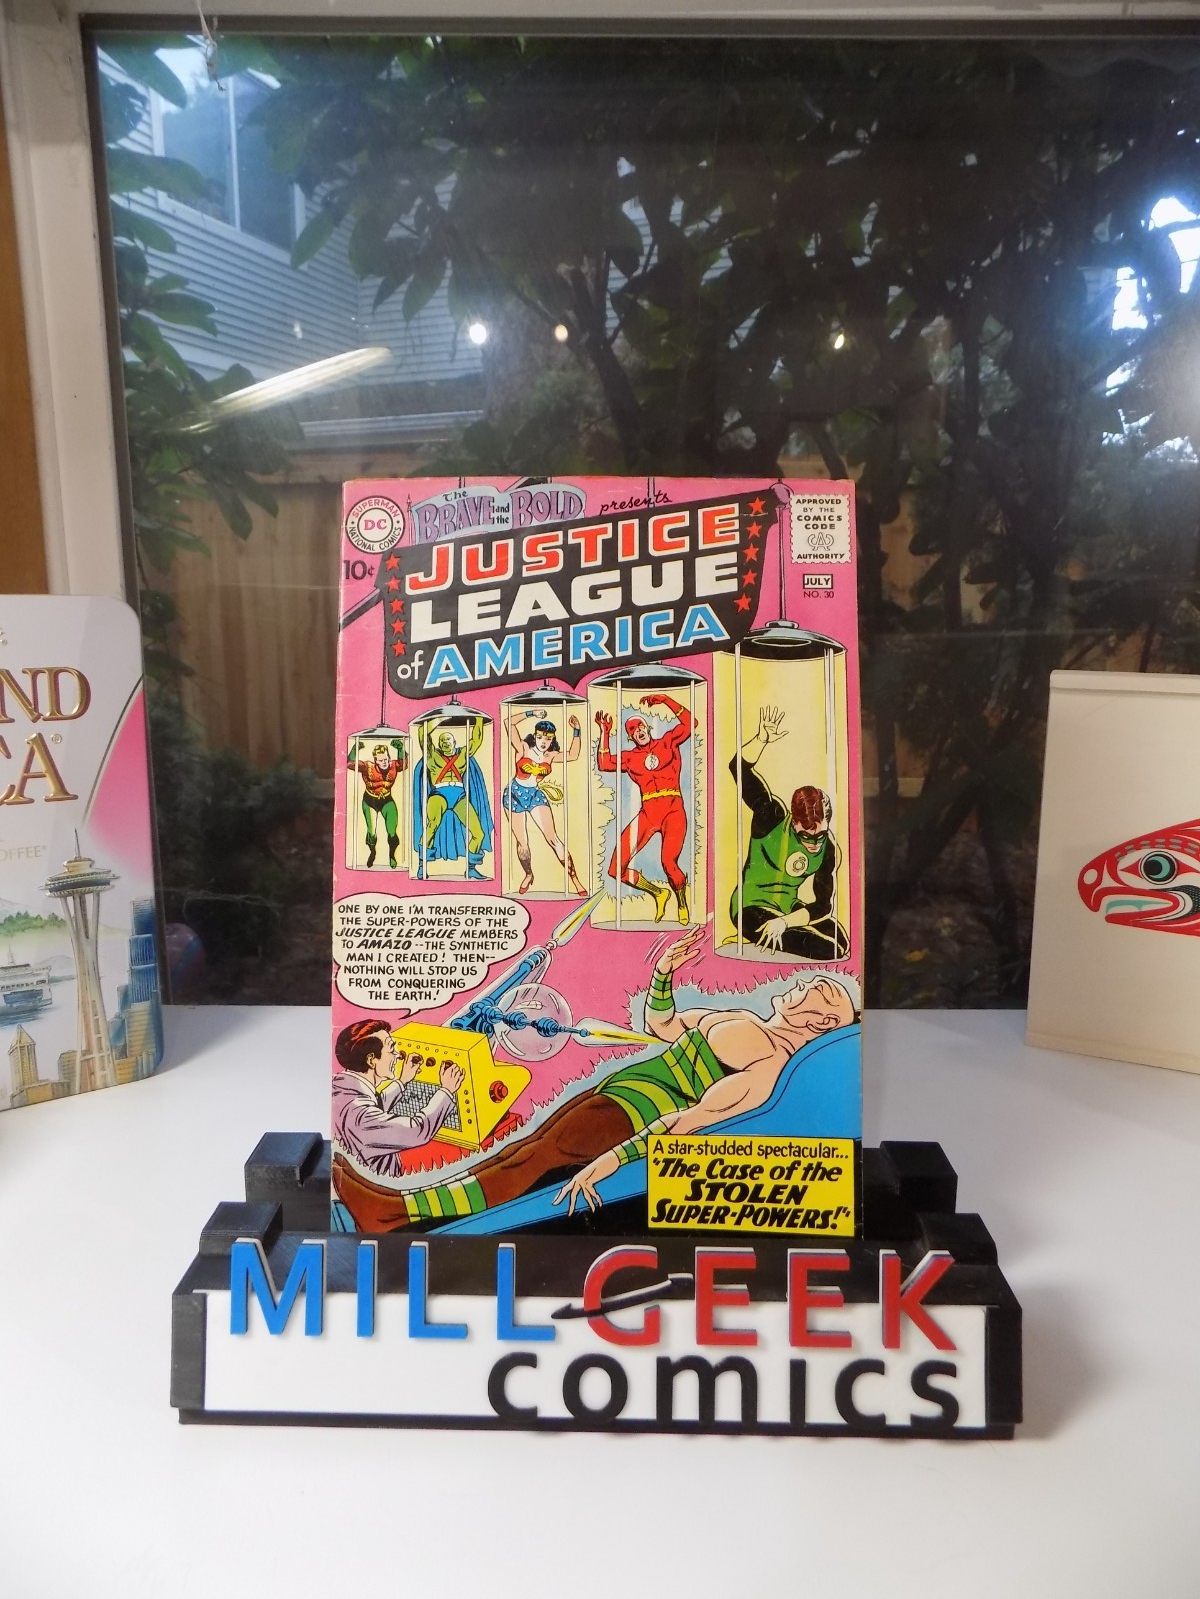 SUPERMAN
DC
NATIONAL COMICS
The
BRAVE and the BOLD
presents
JUSTICE
LEAGUE
of AMERICA
10¢
APPROVED
BY THE
COMICS
CODE
CA
AUTHORITY
JULY
NO. 30
ONE BY ONE I'M TRANSFERRING
THE SUPER-POWERS OF THE
JUSTICE LEAGUE MEMBERS
TO AMAZO--THE SYNTHETIC
MAN I CREATED! THEN--
NOTHING WILL STOP US
FROM CONQUERING
THE EARTH!
A star-studded spectacular...
"The Case of the
STOLEN
SUPER-POWERS!"
ND
CA®
OFFEE®
MILLGEEK
comics